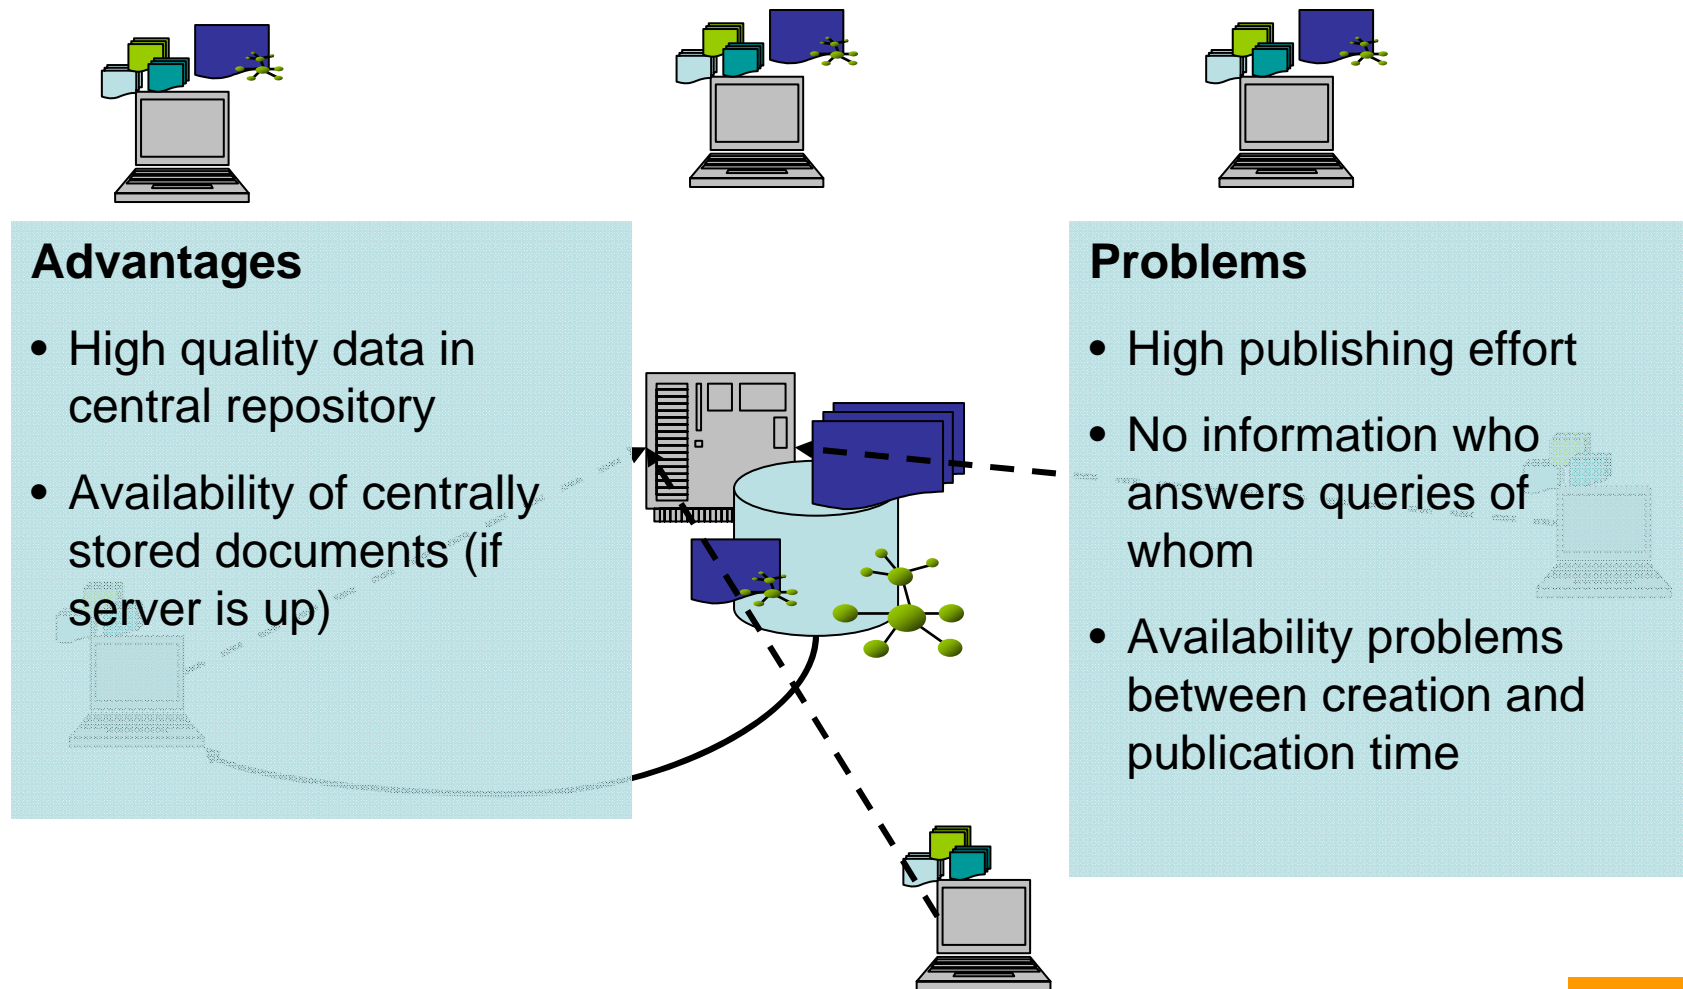 Advantages
• High quality data in
central repository
• Availability of centrally
stored documents (if
server is up)
Problems
• High publishing effort
• No information who
answers queries of
whom
• Availability problems
between creation and
publication time